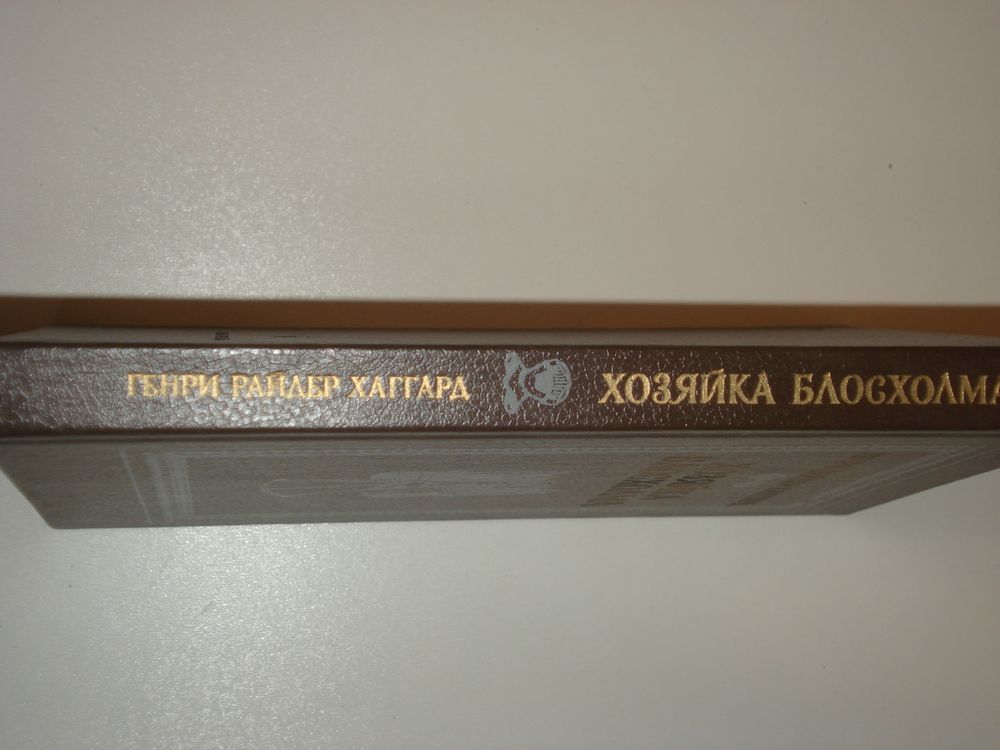 ГЕНРИ РАЙДЕР ХАГГАРД
ХОЗЯЙКА БЛОСХОЛМА